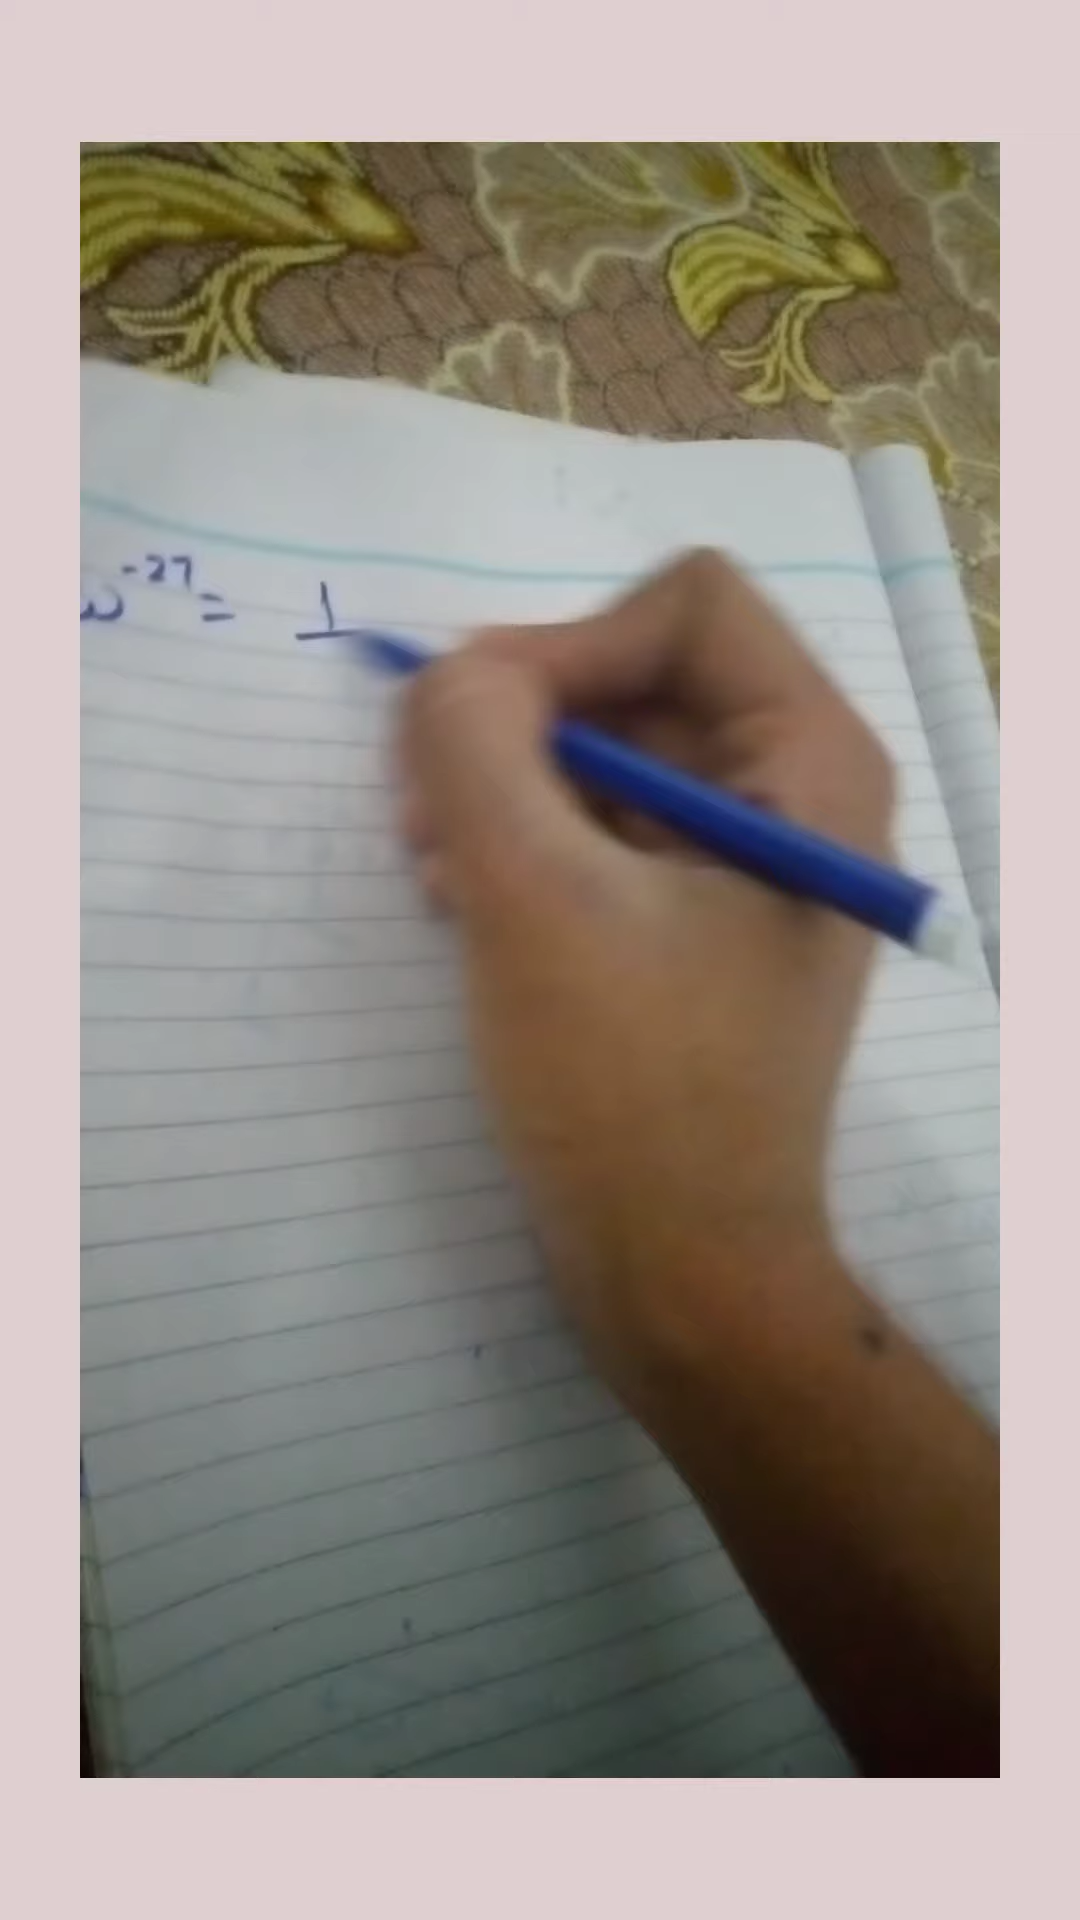 ω⁻²⁷ = 1/